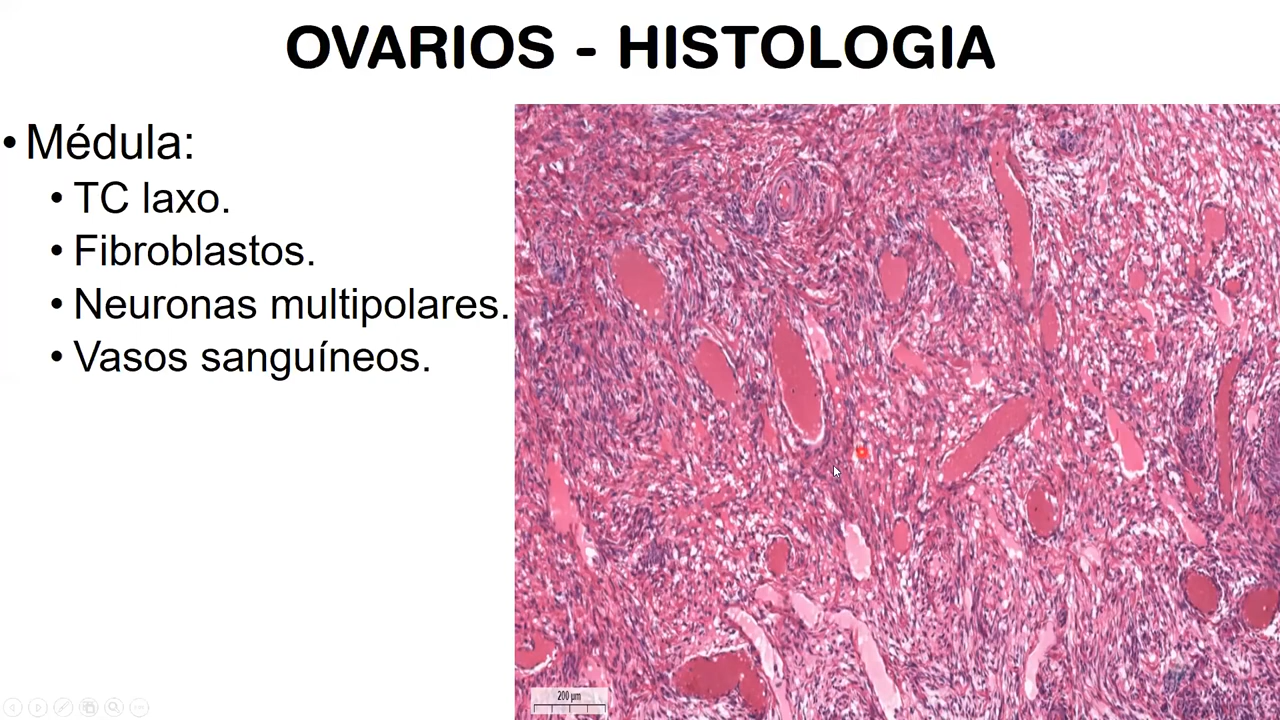 OVARIOS - HISTOLOGIA
• Médula:
• TC laxo.
• Fibroblastos.
• Neuronas multipolares.
• Vasos sanguíneos.
200 µm